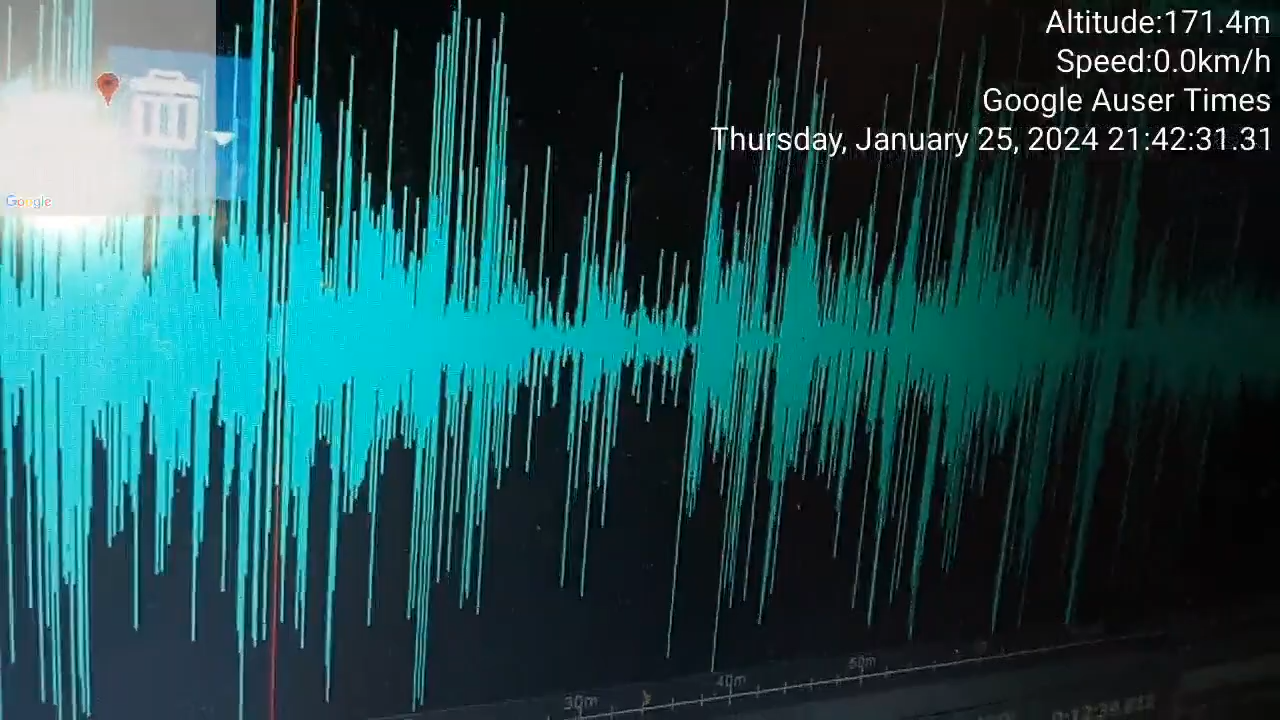 Altitude:171.4m
Speed:0.0km/h
Google Auser Times
Thursday, January 25, 2024 21:42:31.31
Google
30m
40m
50m